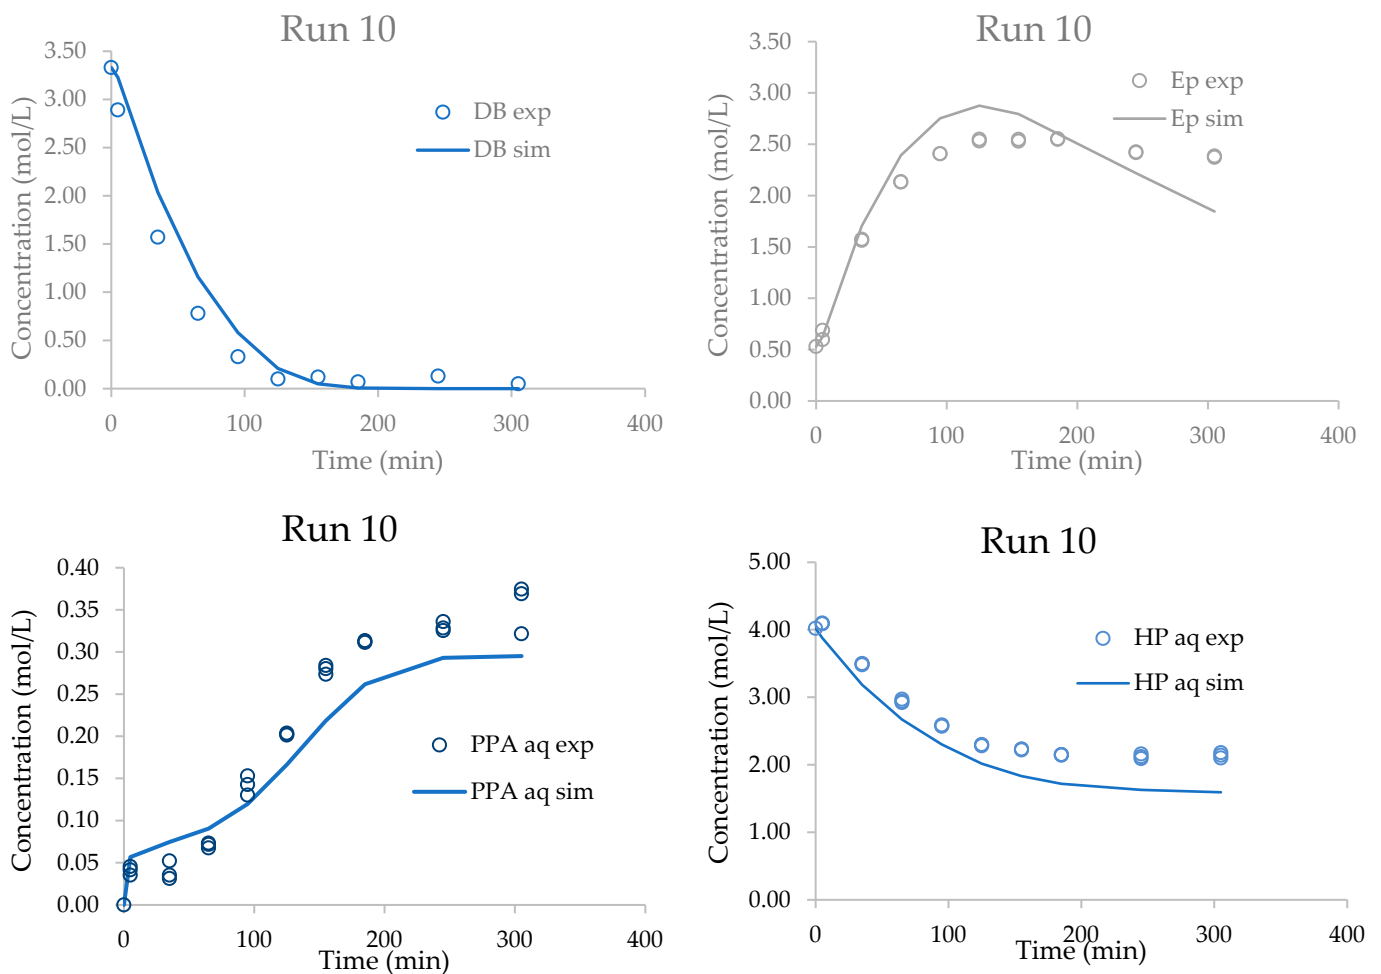 Run 10
3.50
3.00
2.50
2.00
1.50
1.00
0.50
0.00
Concentration (mol/L)
DB exp
DB sim
0 100 200 300 400
Time (min)
Run 10
3.50
3.00
2.50
2.00
1.50
1.00
0.50
0.00
Concentration (mol/L)
Ep exp
Ep sim
0 100 200 300 400
Time (min)
Run 10
0.40
0.35
0.30
0.25
0.20
0.15
0.10
0.05
0.00
Concentration (mol/L)
PPA aq exp
PPA aq sim
0 100 200 300 400
Time (min)
Run 10
5.00
4.00
3.00
2.00
1.00
0.00
Concentration (mol/L)
HP aq exp
HP aq sim
0 100 200 300 400
Time (min)